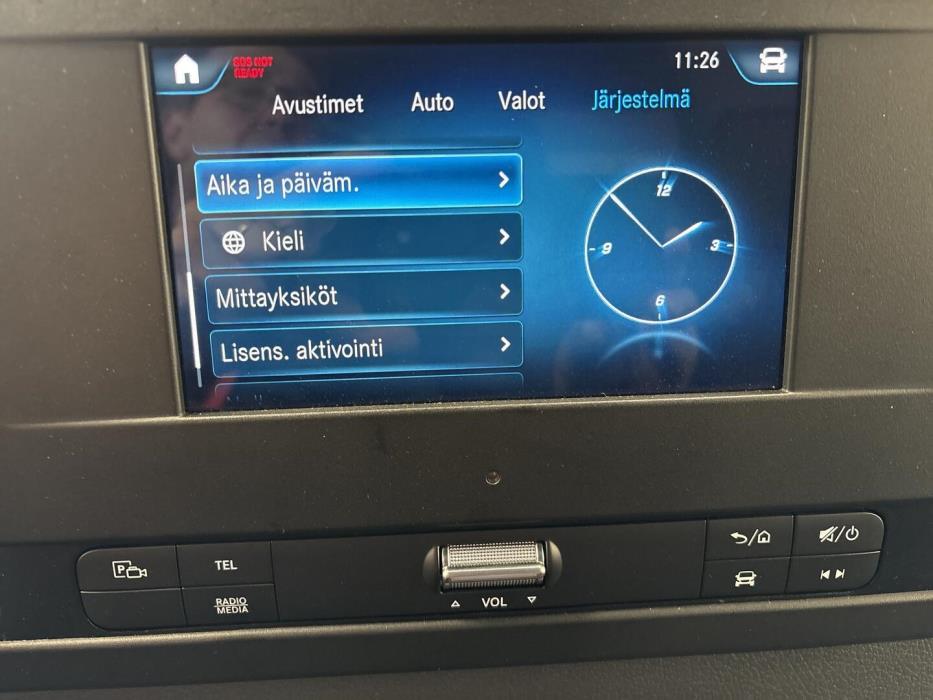 SOS NOT
READY
11:26
Avustimet Auto Valot Järjestelmä
Aika ja päiväm.
Kieli
Mittayksiköt
Lisens. aktivointi
12
9 3
6
P
TEL
RADIO
MEDIA
VOL